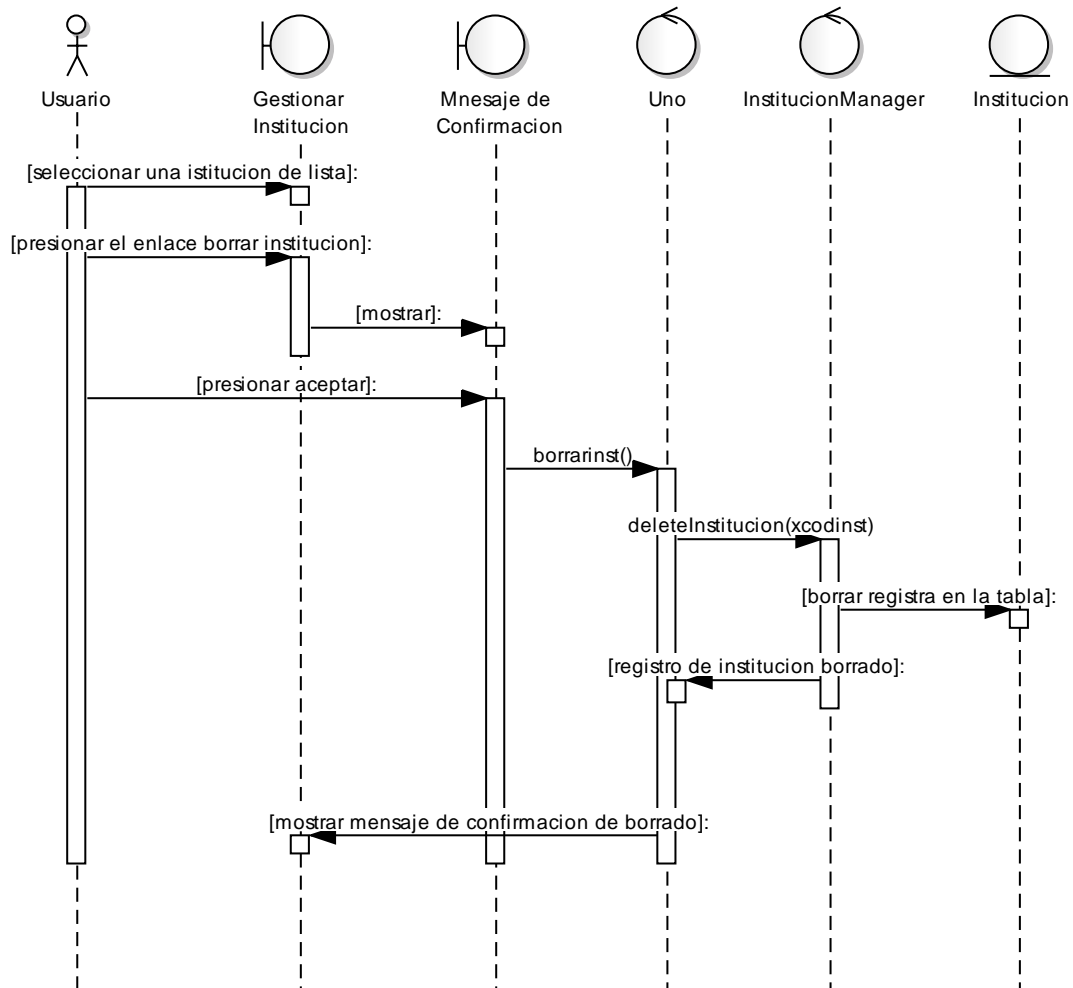 Usuario
Gestionar
Institucion
Mnesaje de
Confirmacion
Uno
InstitucionManager
Institucion
[seleccionar una istitucion de lista]:
[presionar el enlace borrar institucion]:
[mostrar]:
[presionar aceptar]:
borrarinst()
deleteInstitucion(xcodinst)
[borrar registra en la tabla]:
[registro de institucion borrado]:
[mostrar mensaje de confirmacion de borrado]: